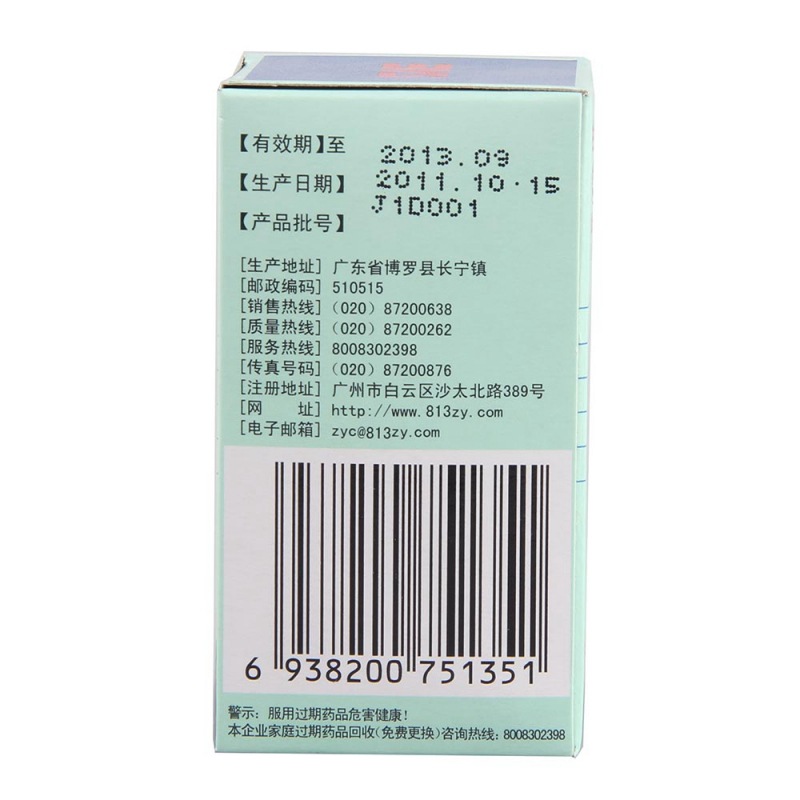 【有效期】至 2013.09
【生产日期】 2011.10.15
【产品批号】 J1D001
[生产地址] 广东省博罗县长宁镇
[邮政编码] 510515
[销售热线] (020) 87200638
[质量热线] (020) 87200262
[服务热线] 8008302398
[传真号码] (020) 87200876
[注册地址] 广州市白云区沙太北路389号
[网 址] http://www.813zy.com
[电子邮箱] zyc@813zy.com
6 938200 751351
警示: 服用过期药品危害健康!
本企业家庭过期药品回收(免费更换)咨询热线: 8008302398